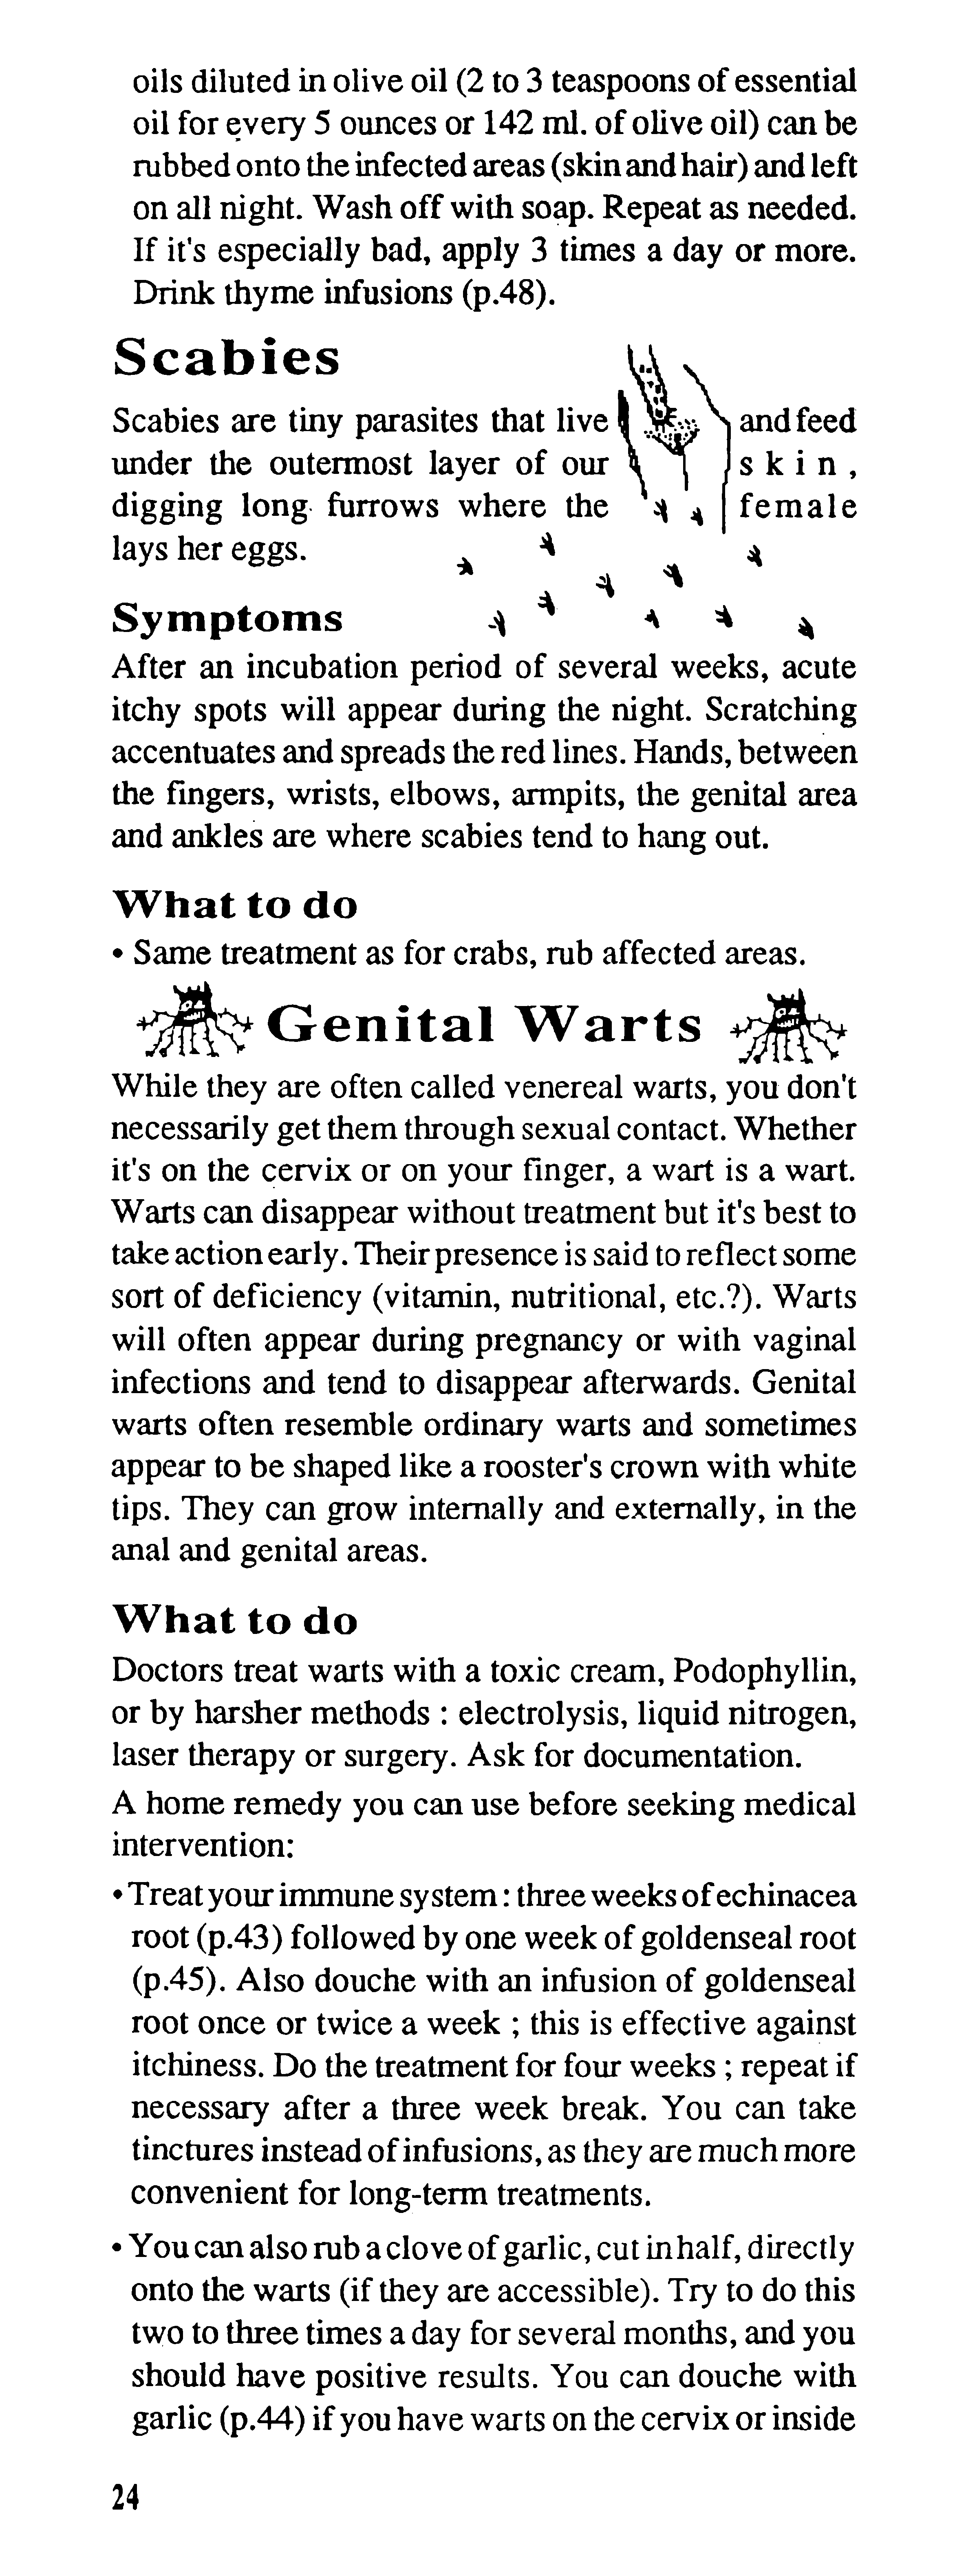 oils diluted in olive oil (2 to 3 teaspoons of essential
oil for every 5 ounces or 142 ml. of olive oil) can be
rubbed onto the infected areas (skin and hair) and left
on all night. Wash off with soap. Repeat as needed.
If it's especially bad, apply 3 times a day or more.
Drink thyme infusions (p.48).
Scabies
Scabies are tiny parasites that live and feed
under the outermost layer of our skin,
digging long furrows where the female
lays her eggs.
Symptoms
After an incubation period of several weeks, acute
itchy spots will appear during the night. Scratching
accentuates and spreads the red lines. Hands, between
the fingers, wrists, elbows, armpits, the genital area
and ankles are where scabies tend to hang out.
What to do
• Same treatment as for crabs, rub affected areas.
Genital Warts
While they are often called venereal warts, you don't
necessarily get them through sexual contact. Whether
it's on the cervix or on your finger, a wart is a wart.
Warts can disappear without treatment but it's best to
take action early. Their presence is said to reflect some
sort of deficiency (vitamin, nutritional, etc.?). Warts
will often appear during pregnancy or with vaginal
infections and tend to disappear afterwards. Genital
warts often resemble ordinary warts and sometimes
appear to be shaped like a rooster's crown with white
tips. They can grow internally and externally, in the
anal and genital areas.
What to do
Doctors treat warts with a toxic cream, Podophyllin,
or by harsher methods : electrolysis, liquid nitrogen,
laser therapy or surgery. Ask for documentation.
A home remedy you can use before seeking medical
intervention:
• Treat your immune system : three weeks of echinacea
root (p.43) followed by one week of goldenseal root
(p.45). Also douche with an infusion of goldenseal
root once or twice a week ; this is effective against
itchiness. Do the treatment for four weeks ; repeat if
necessary after a three week break. You can take
tinctures instead of infusions, as they are much more
convenient for long-term treatments.
• You can also rub a clove of garlic, cut in half, directly
onto the warts (if they are accessible). Try to do this
two to three times a day for several months, and you
should have positive results. You can douche with
garlic (p.44) if you have warts on the cervix or inside
24